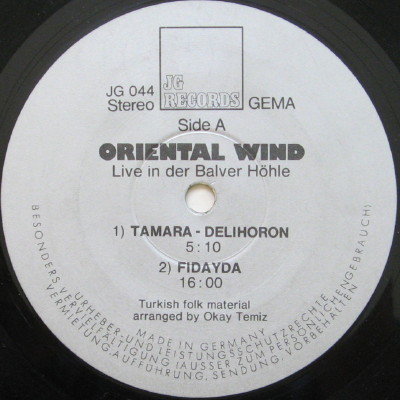 JG
RECORDS
JG 044
Stereo
GEMA
Side A
ORIENTAL WIND
Live in der Balver Höhle
1) TAMARA - DELIHORON
5:10
2) FIDAYDA
16:00
Turkish folk material
arranged by Okay Temiz
MADE IN GERMANY
URHEBER- UND LEISTUNGSSCHUTZRECHTE
BESONDERS VERVIELFÄLTIGUNG (AUSSER ZUM PERSÖNLICHEN GEBRAUCH)
VERMIETUNG · AUFFÜHRUNG, SENDUNG: VORBEHALTEN